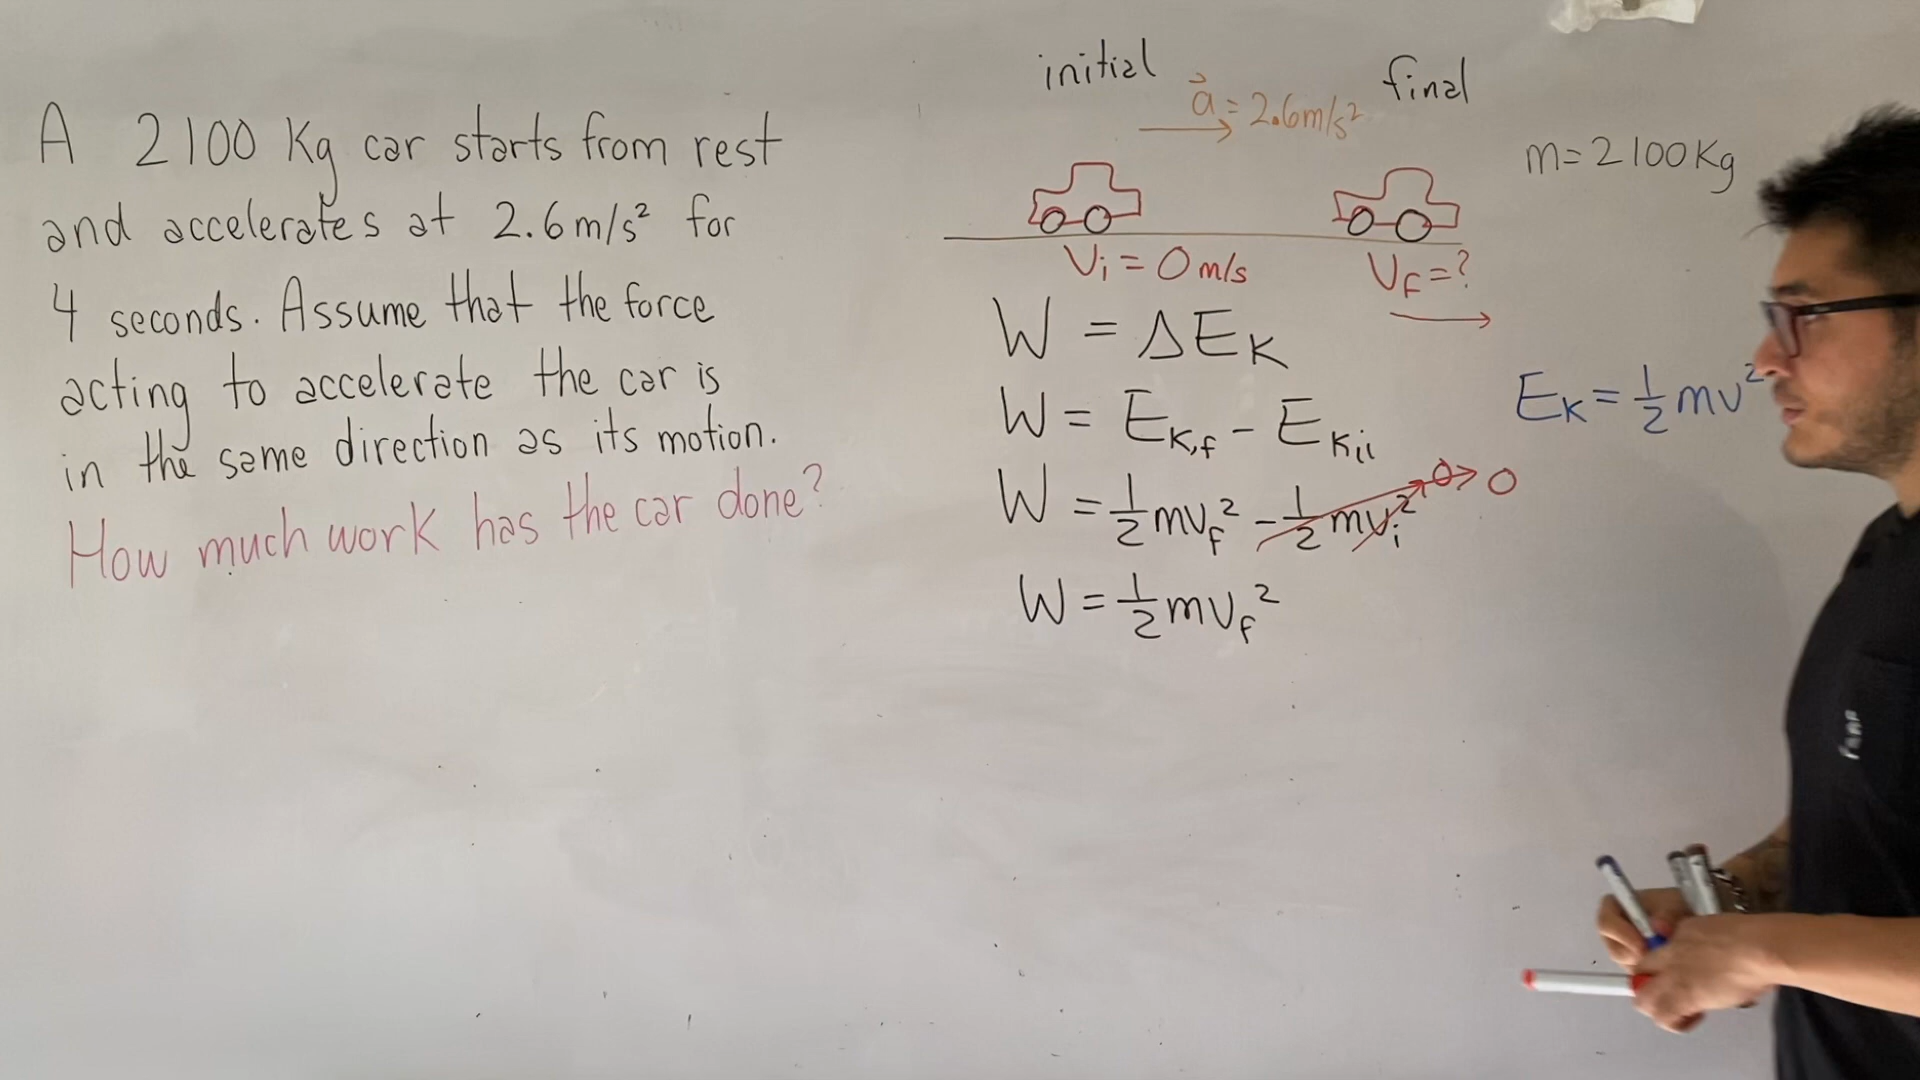 A 2100 Kg car starts from rest
and accelerates at 2.6m/s² for
4 seconds. Assume that the force
acting to accelerate the car is
in the same direction as its motion.
How much work has the car done?
initial
final
a⃗ = 2.6m/s²
m = 2100 Kg
Vi = 0 m/s
Vf = ?
W = ΔEK
W = EK,f - EK,i
EK = ½mv²
W = ½mvf² - ½mvi² 0
W = ½mvf²